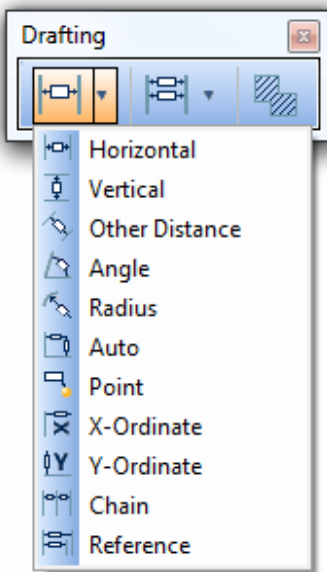 Drafting
Horizontal
Vertical
Other Distance
Angle
Radius
Auto
Point
X-Ordinate
Y-Ordinate
Chain
Reference